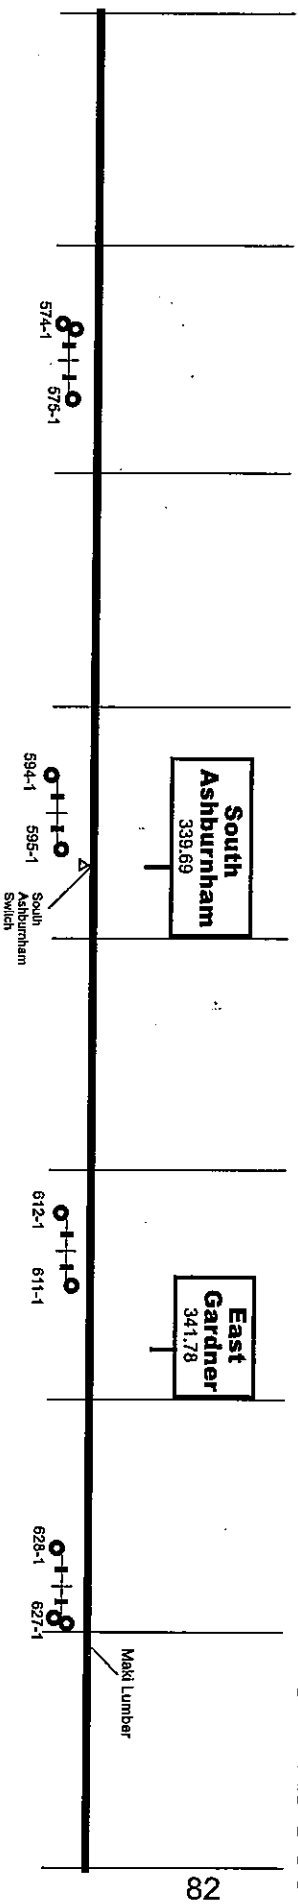 574-1
575-1
South
Ashburnham
339.69
594-1
595-1
South
Ashburnham
Switch
East
Gardner
341.78
612-1
611-1
628-1
627-1
Maki Lumber
82